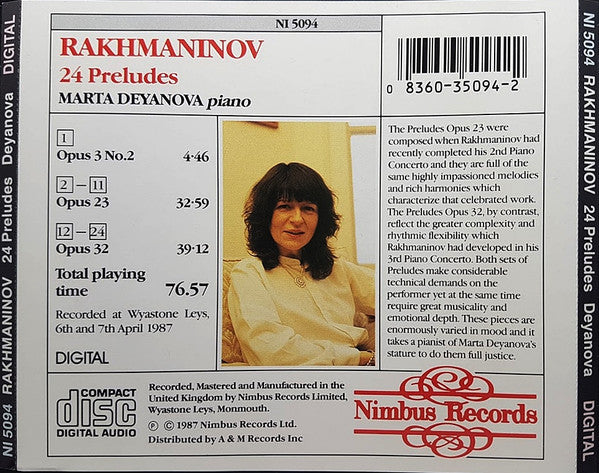 NI 5094 RAKHMANINOV 24 Preludes Deyanova DIGITAL
NI 5094
RAKHMANINOV
24 Preludes
MARTA DEYANOVA piano
0 8360-35094-2
1
Opus 3 No.2 4·46
2 – 11
Opus 23 32·59
12 – 24
Opus 32 39·12
Total playing
time 76.57
Recorded at Wyastone Leys,
6th and 7th April 1987
DIGITAL
The Preludes Opus 23 were
composed when Rakhmaninov had
recently completed his 2nd Piano
Concerto and they are full of the
same highly impassioned melodies
and rich harmonies which
characterize that celebrated work.
The Preludes Opus 32, by contrast,
reflect the greater complexity and
rhythmic flexibility which
Rakhmaninov had developed in his
3rd Piano Concerto. Both sets of
Preludes make considerable
technical demands on the
performer yet at the same time
require great musicality and
emotional depth. These pieces are
enormously varied in mood and it
takes a pianist of Marta Deyanova's
stature to do them full justice.
COMPACT
disc
DIGITAL AUDIO
Recorded, Mastered and Manufactured in the
United Kingdom by Nimbus Records Limited,
Wyastone Leys, Monmouth.
℗ © 1987 Nimbus Records Ltd.
Distributed by A & M Records Inc
Nimbus Records
NI 5094 RAKHMANINOV 24 Preludes Deyanova DIGITAL